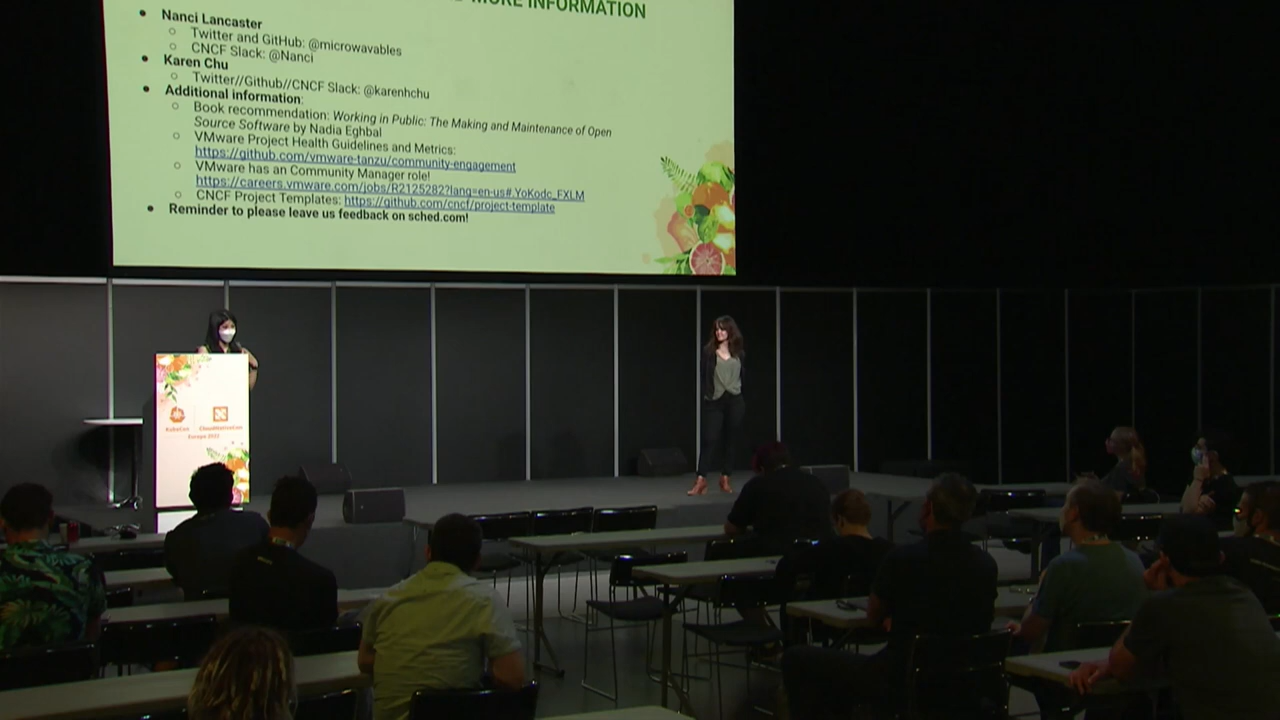 MORE INFORMATION
Nanci Lancaster
Twitter and GitHub: @microwavables
CNCF Slack: @Nanci
Karen Chu
Twitter//Github//CNCF Slack: @karenhchu
Additional information:
Book recommendation: Working in Public: The Making and Maintenance of Open
Source Software by Nadia Eghbal
VMware Project Health Guidelines and Metrics:
https://github.com/vmware-tanzu/community-engagement
VMware has an Community Manager role!
https://careers.vmware.com/jobs/R2125282?lang=en-us#.YoKodc_FXLM
CNCF Project Templates: https://github.com/cncf/project-template
Reminder to please leave us feedback on sched.com!
KubeCon
CloudNativeCon
Europe 2022